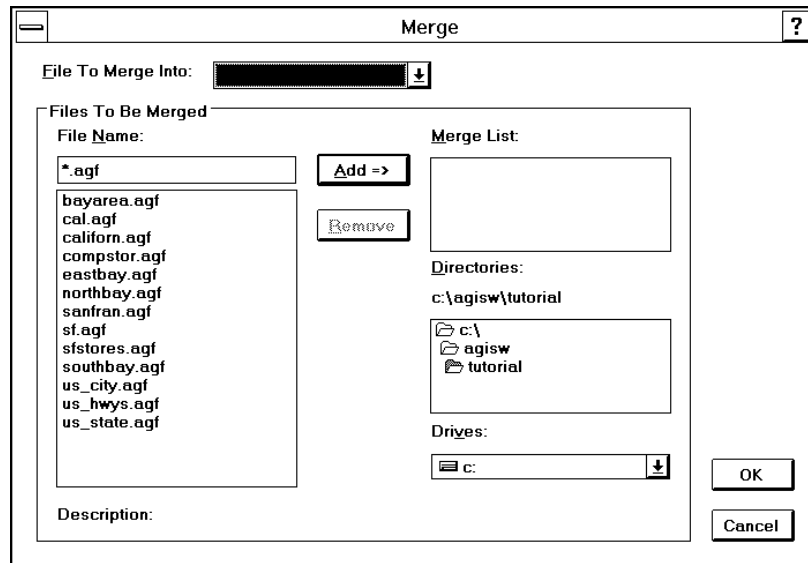 Merge ?
File To Merge Into:
Files To Be Merged
File Name:
*.agf
bayarea.agf
cal.agf
californ.agf
compstor.agf
eastbay.agf
northbay.agf
sanfran.agf
sf.agf
sfstores.agf
southbay.agf
us_city.agf
us_hwys.agf
us_state.agf
Description:
Add =>
Remove
Merge List:
Directories:
c:\agisw\tutorial
c:\
agisw
tutorial
Drives:
c:
OK
Cancel